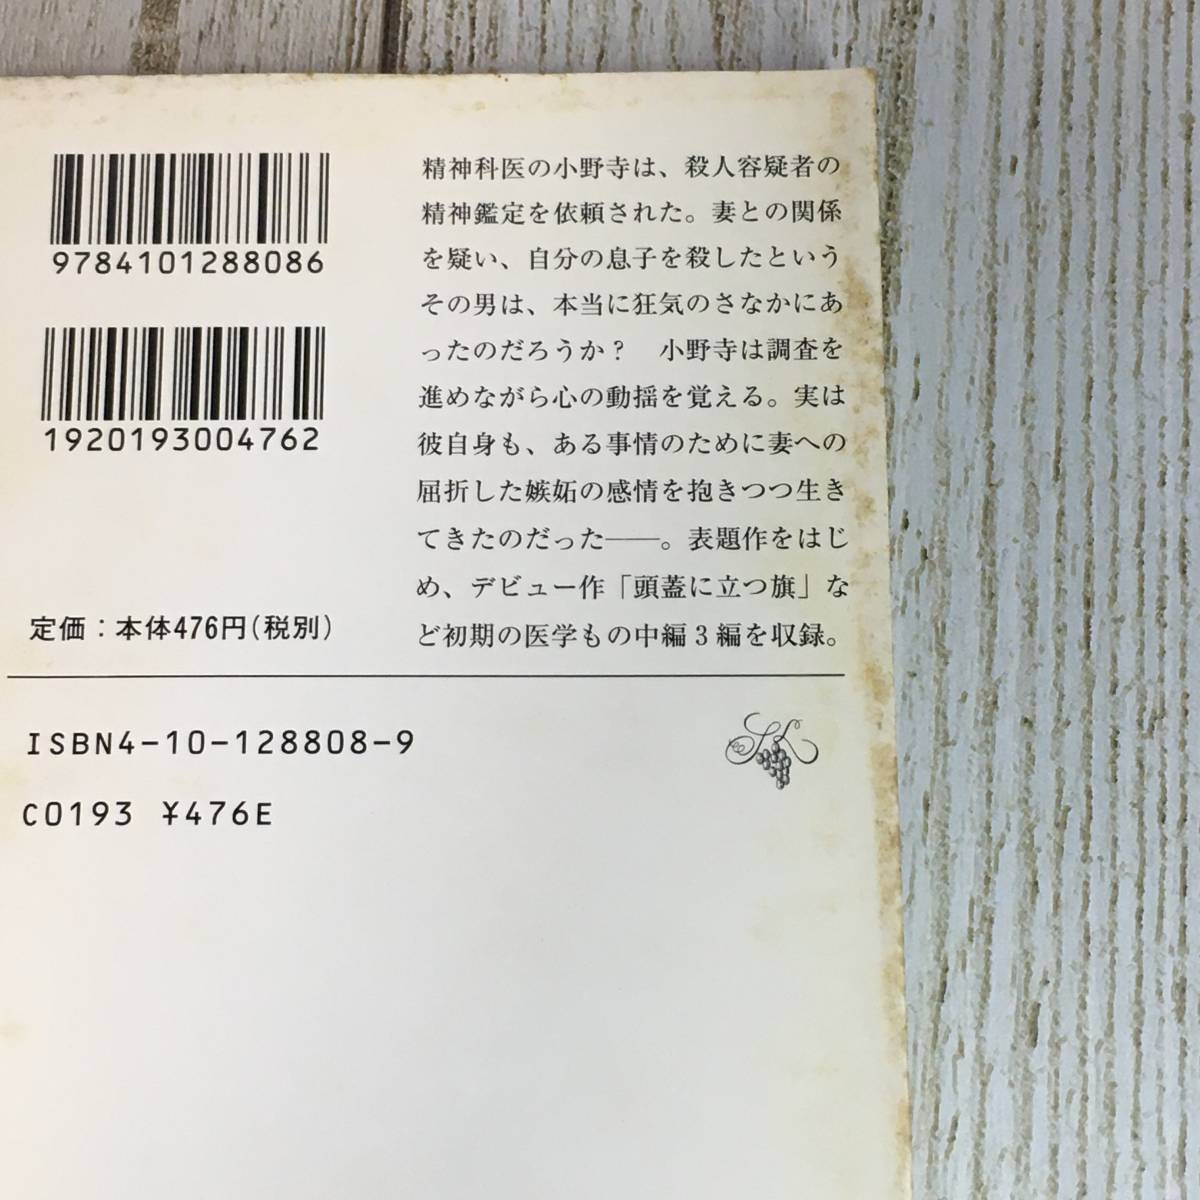 9784101288086
1920193004762
定価：本体476円(税別)
精神科医の小野寺は、殺人容疑者の
精神鑑定を依頼された。妻との関係
を疑い、自分の息子を殺したという
その男は、本当に狂気のさなかにあ
ったのだろうか？　小野寺は調査を
進めながら心の動揺を覚える。実は
彼自身も、ある事情のために妻への
屈折した嫉妬の感情を抱きつつ生き
てきたのだった――。表題作をはじ
め、デビュー作「頭蓋に立つ旗」な
ど初期の医学もの中編３編を収録。
ISBN4-10-128808-9
C0193 ¥476E